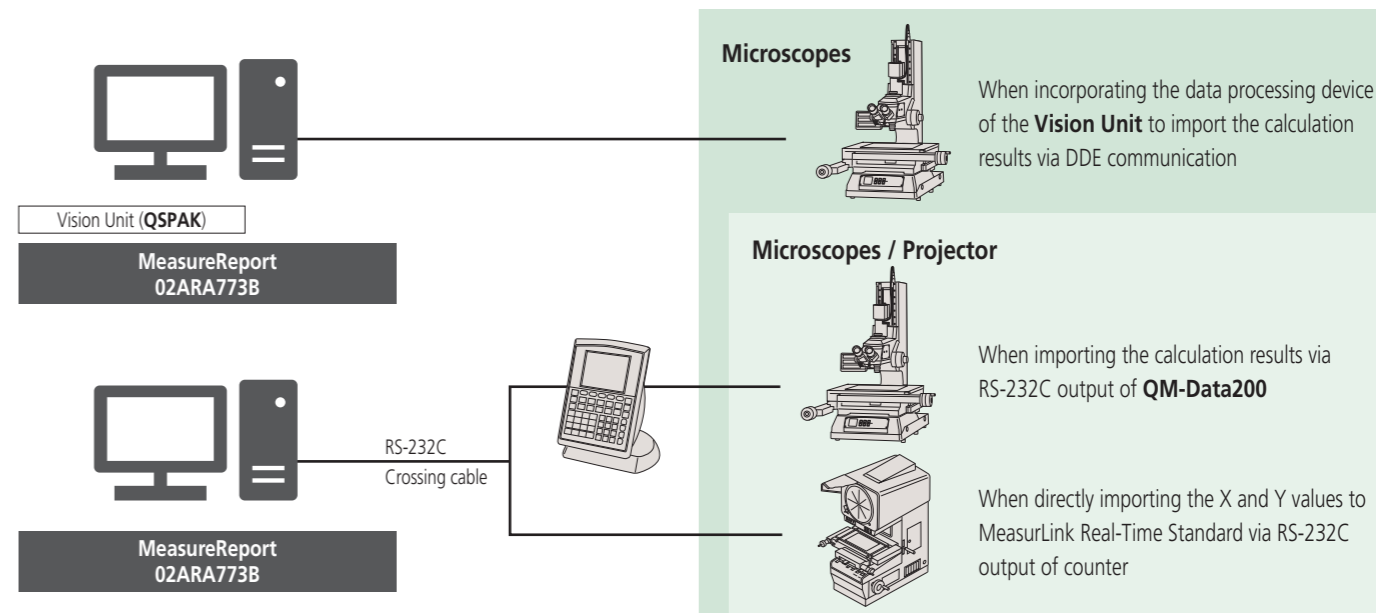 Microscopes
When incorporating the data processing device
of the Vision Unit to import the calculation
results via DDE communication
Vision Unit (QSPAK)
MeasureReport
02ARA773B
Microscopes / Projector
When importing the calculation results via
RS-232C output of QM-Data200
RS-232C
Crossing cable
When directly importing the X and Y values to
MeasurLink Real-Time Standard via RS-232C
output of counter
MeasureReport
02ARA773B